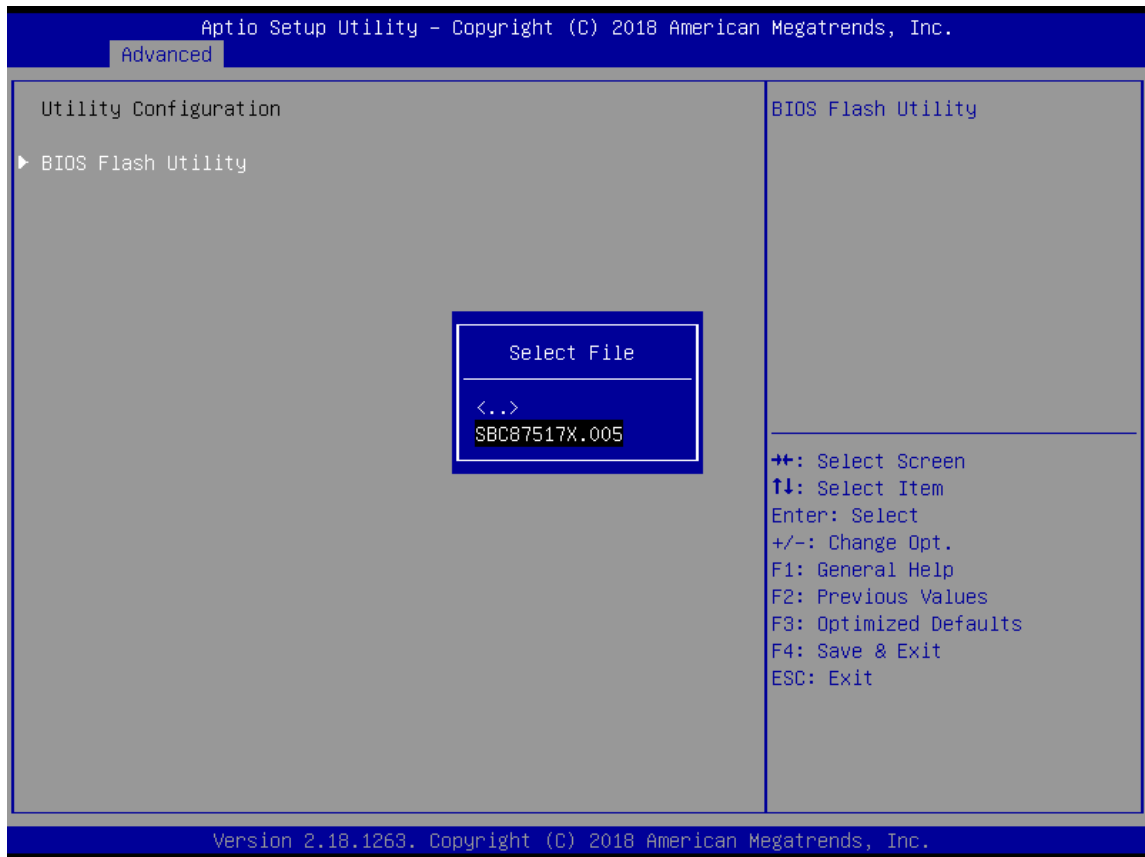 Aptio Setup Utility – Copyright (C) 2018 American Megatrends, Inc.
Advanced
Utility Configuration
BIOS Flash Utility
Select File
<..>
SBC87517X.005
BIOS Flash Utility
→←: Select Screen
↑↓: Select Item
Enter: Select
+/-: Change Opt.
F1: General Help
F2: Previous Values
F3: Optimized Defaults
F4: Save & Exit
ESC: Exit
Version 2.18.1263. Copyright (C) 2018 American Megatrends, Inc.